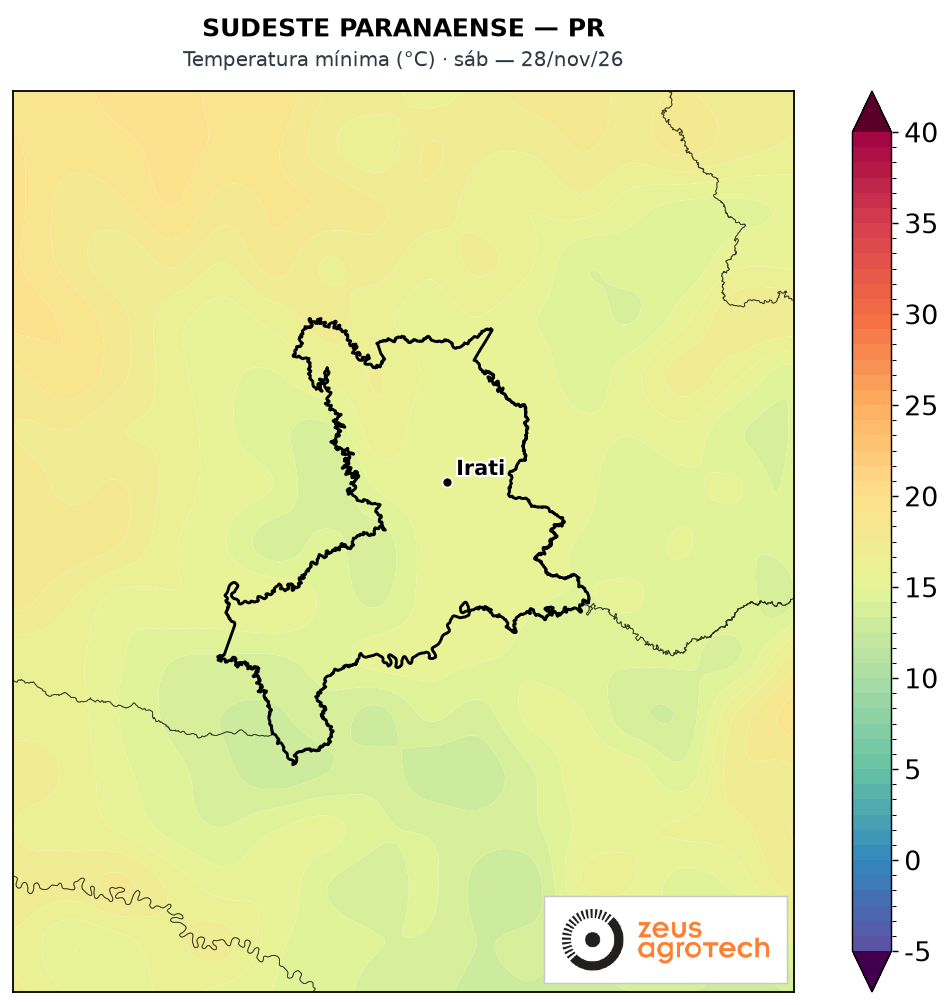 SUDESTE PARANAENSE — PR
Temperatura mínima (°C) · sáb — 28/nov/26
Irati
40
35
30
25
20
15
10
5
0
-5
zeus
agrotech